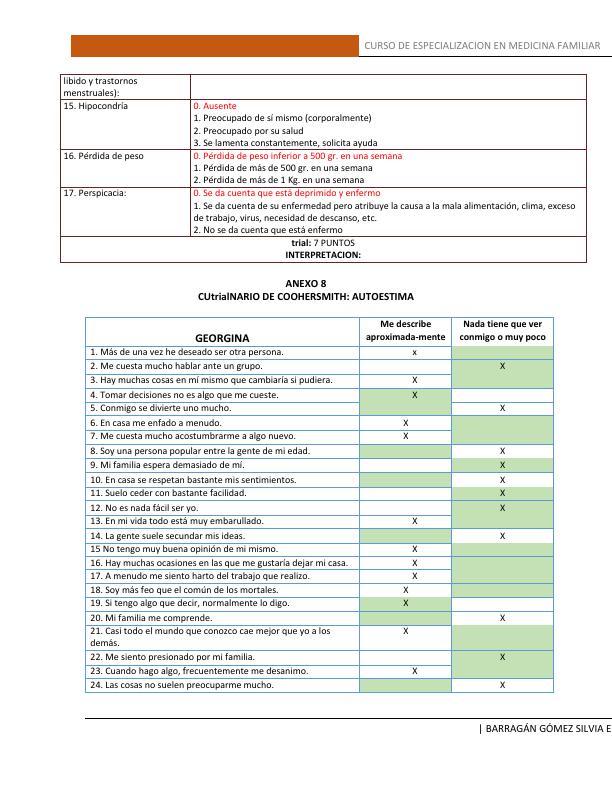 CURSO DE ESPECIALIZACION EN MEDICINA FAMILIAR
libido y trastornos
menstruales):
15. Hipocondría
0. Ausente
1. Preocupado de sí mismo (corporalmente)
2. Preocupado por su salud
3. Se lamenta constantemente, solicita ayuda
16. Pérdida de peso
0. Pérdida de peso inferior a 500 gr. en una semana
1. Pérdida de más de 500 gr. en una semana
2. Pérdida de más de 1 Kg. en una semana
17. Perspicacia:
0. Se da cuenta que está deprimido y enfermo
1. Se da cuenta de su enfermedad pero atribuye la causa a la mala alimentación, clima, exceso
de trabajo, virus, necesidad de descanso, etc.
2. No se da cuenta que está enfermo
trial: 7 PUNTOS
INTERPRETACION:
ANEXO 8
CUtrialNARIO DE COOHERSMITH: AUTOESTIMA
GEORGINA
Me describe
aproximada-mente
Nada tiene que ver
conmigo o muy poco
1. Más de una vez he deseado ser otra persona. x
2. Me cuesta mucho hablar ante un grupo. X
3. Hay muchas cosas en mí mismo que cambiaría si pudiera. X
4. Tomar decisiones no es algo que me cueste. X
5. Conmigo se divierte uno mucho. X
6. En casa me enfado a menudo. X
7. Me cuesta mucho acostumbrarme a algo nuevo. X
8. Soy una persona popular entre la gente de mi edad. X
9. Mi familia espera demasiado de mí. X
10. En casa se respetan bastante mis sentimientos. X
11. Suelo ceder con bastante facilidad. X
12. No es nada fácil ser yo. X
13. En mi vida todo está muy embarullado. X
14. La gente suele secundar mis ideas. X
15 No tengo muy buena opinión de mi mismo. X
16. Hay muchas ocasiones en las que me gustaría dejar mi casa. X
17. A menudo me siento harto del trabajo que realizo. X
18. Soy más feo que el común de los mortales. X
19. Si tengo algo que decir, normalmente lo digo. X
20. Mi familia me comprende. X
21. Casi todo el mundo que conozco cae mejor que yo a los X
demás.
22. Me siento presionado por mi familia. X
23. Cuando hago algo, frecuentemente me desanimo. X
24. Las cosas no suelen preocuparme mucho. X
| BARRAGÁN GÓMEZ SILVIA E